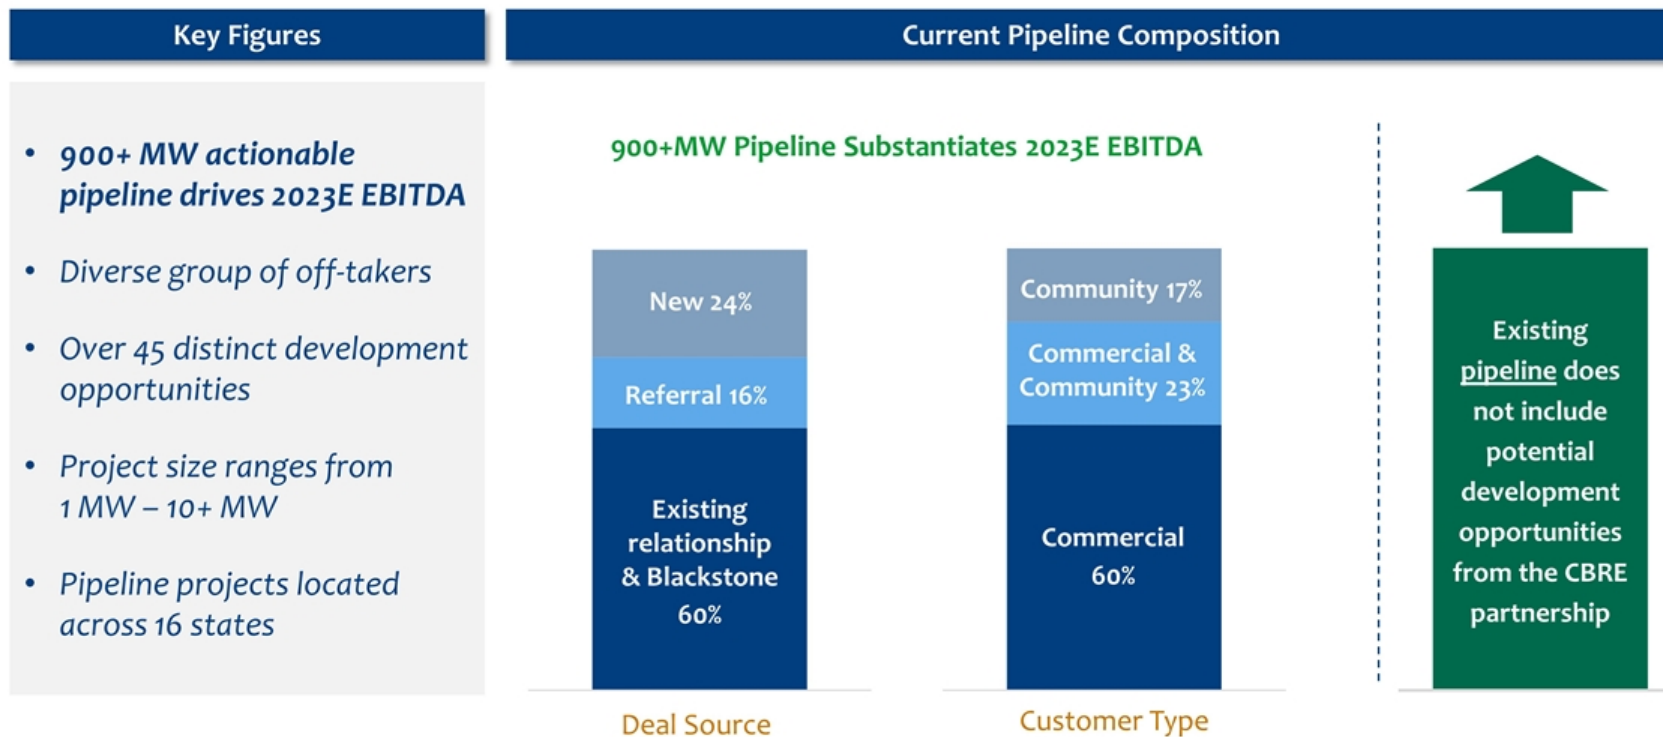 Key Figures
• 900+ MW actionable
pipeline drives 2023E EBITDA
• Diverse group of off-takers
• Over 45 distinct development
opportunities
• Project size ranges from
1 MW – 10+ MW
• Pipeline projects located
across 16 states
Current Pipeline Composition
900+MW Pipeline Substantiates 2023E EBITDA
New 24%
Referral 16%
Existing
relationship
& Blackstone
60%
Deal Source
Community 17%
Commercial &
Community 23%
Commercial
60%
Customer Type
Existing
pipeline does
not include
potential
development
opportunities
from the CBRE
partnership